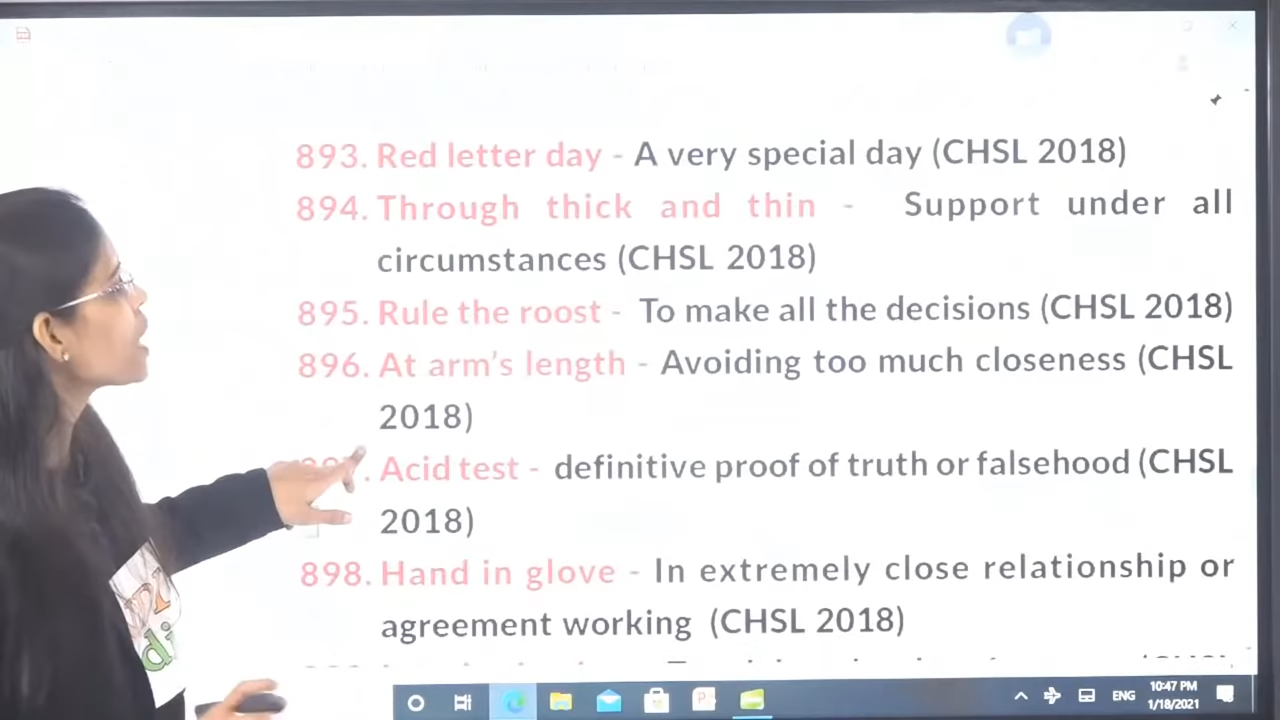 893. Red letter day - A very special day (CHSL 2018)
894. Through thick and thin - Support under all
circumstances (CHSL 2018)
895. Rule the roost - To make all the decisions (CHSL 2018)
896. At arm's length - Avoiding too much closeness (CHSL
2018)
Acid test - definitive proof of truth or falsehood (CHSL
2018)
898. Hand in glove - In extremely close relationship or
agreement working (CHSL 2018)
ENG
10:47 PM
1/18/2021